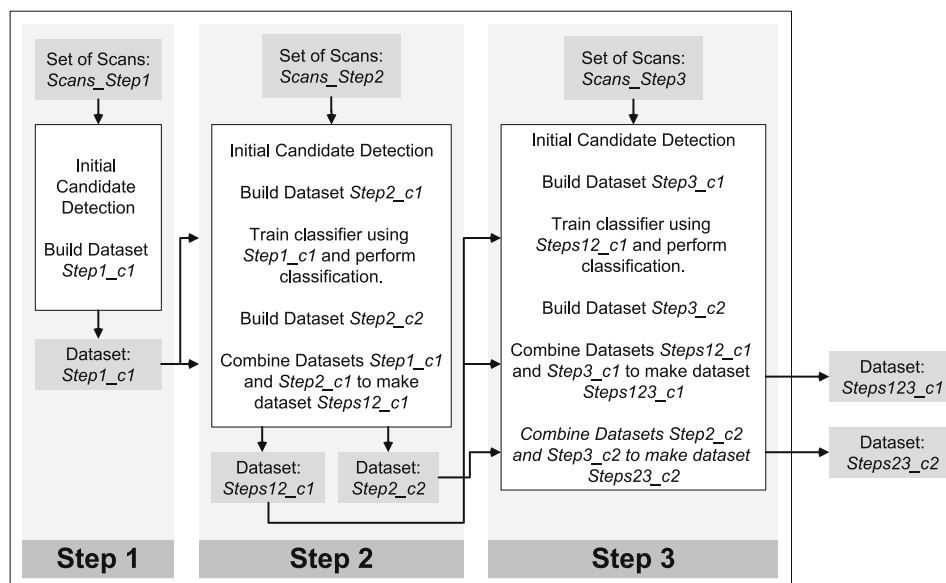 Set of Scans:
Scans_Step1
Initial
Candidate
Detection
Build Dataset
Step1_c1
Dataset:
Step1_c1
Step 1
Set of Scans:
Scans_Step2
Initial Candidate Detection
Build Dataset Step2_c1
Train classifier using
Step1_c1 and perform
classification.
Build Dataset Step2_c2
Combine Datasets Step1_c1
and Step2_c1 to make
dataset Steps12_c1
Dataset:
Steps12_c1
Dataset:
Step2_c2
Step 2
Set of Scans:
Scans_Step3
Initial Candidate Detection
Build Dataset Step3_c1
Train classifier using
Steps12_c1 and perform
classification.
Build Dataset Step3_c2
Combine Datasets Steps12_c1
and Step3_c1 to make dataset
Steps123_c1
Combine Datasets Step2_c2
and Step3_c2 to make dataset
Steps23_c2
Step 3
Dataset:
Steps123_c1
Dataset:
Steps23_c2